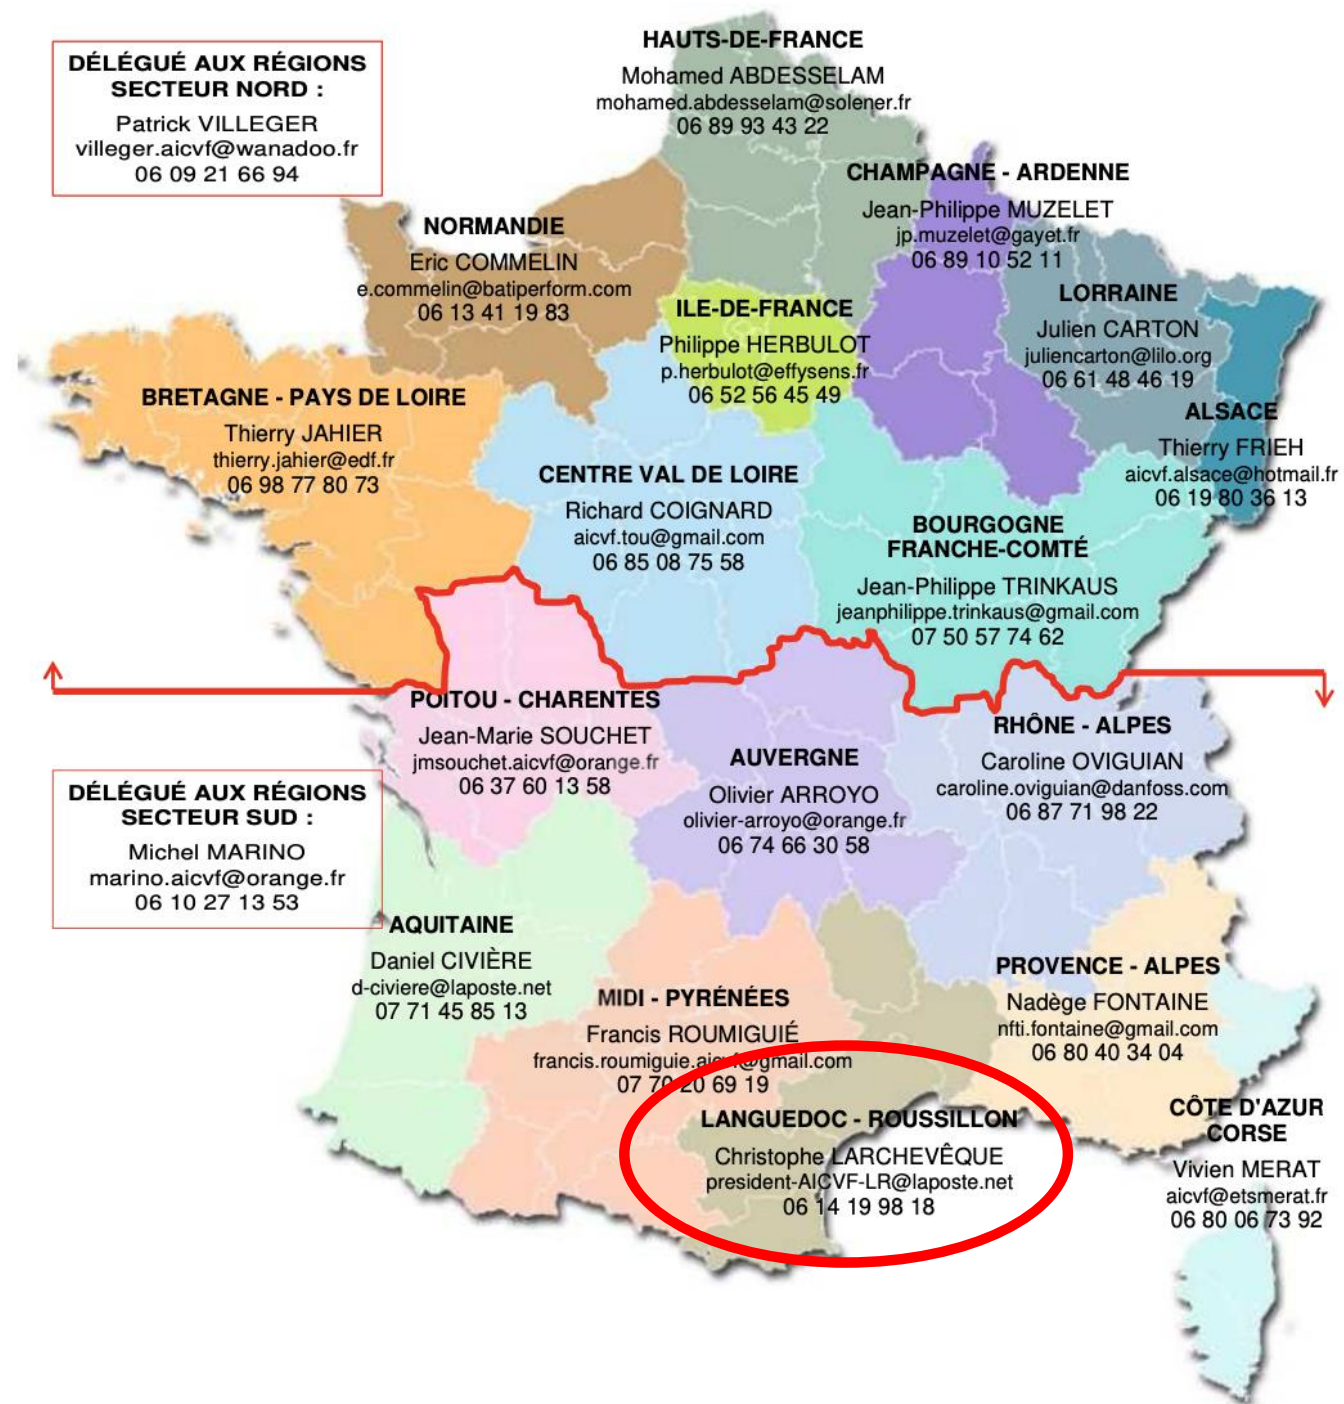 HAUTS-DE-FRANCE
Mohamed ABDESSELAM
mohamed.abdesselam@solener.fr
06 89 93 43 22
DÉLÉGUÉ AUX RÉGIONS
SECTEUR NORD :
Patrick VILLEGER
villeger.aicvf@wanadoo.fr
06 09 21 66 94
CHAMPAGNE - ARDENNE
Jean-Philippe MUZELET
jp.muzelet@gayet.fr
06 89 10 52 11
NORMANDIE
Eric COMMELIN
e.commelin@batiperform.com
06 13 41 19 83
ILE-DE-FRANCE
Philippe HERBULOT
p.herbulot@effysens.fr
06 52 56 45 49
LORRAINE
Julien CARTON
juliencarton@lilo.org
06 61 48 46 19
BRETAGNE - PAYS DE LOIRE
Thierry JAHIER
thierry.jahier@edf.fr
06 98 77 80 73
ALSACE
Thierry FRIEH
aicvf.alsace@hotmail.fr
06 19 80 36 13
CENTRE VAL DE LOIRE
Richard COIGNARD
aicvf.tou@gmail.com
06 85 08 75 58
BOURGOGNE
FRANCHE-COMTÉ
Jean-Philippe TRINKAUS
jeanphilippe.trinkaus@gmail.com
07 50 57 74 62
POITOU - CHARENTES
Jean-Marie SOUCHET
jmsouchet.aicvf@orange.fr
06 37 60 13 58
AUVERGNE
Olivier ARROYO
olivier-arroyo@orange.fr
06 74 66 30 58
RHÔNE - ALPES
Caroline OVIGUIAN
caroline.oviguian@danfoss.com
06 87 71 98 22
DÉLÉGUÉ AUX RÉGIONS
SECTEUR SUD :
Michel MARINO
marino.aicvf@orange.fr
06 10 27 13 53
AQUITAINE
Daniel CIVIÈRE
d-civiere@laposte.net
07 71 45 85 13
MIDI - PYRÉNÉES
Francis ROUMIGUIÉ
francis.roumiguie.aicvf@gmail.com
07 70 20 69 19
PROVENCE - ALPES
Nadège FONTAINE
nfti.fontaine@gmail.com
06 80 40 34 04
LANGUEDOC - ROUSSILLON
Christophe LARCHEVÊQUE
president-AICVF-LR@laposte.net
06 14 19 98 18
CÔTE D'AZUR
CORSE
Vivien MERAT
aicvf@etsmerat.fr
06 80 06 73 92